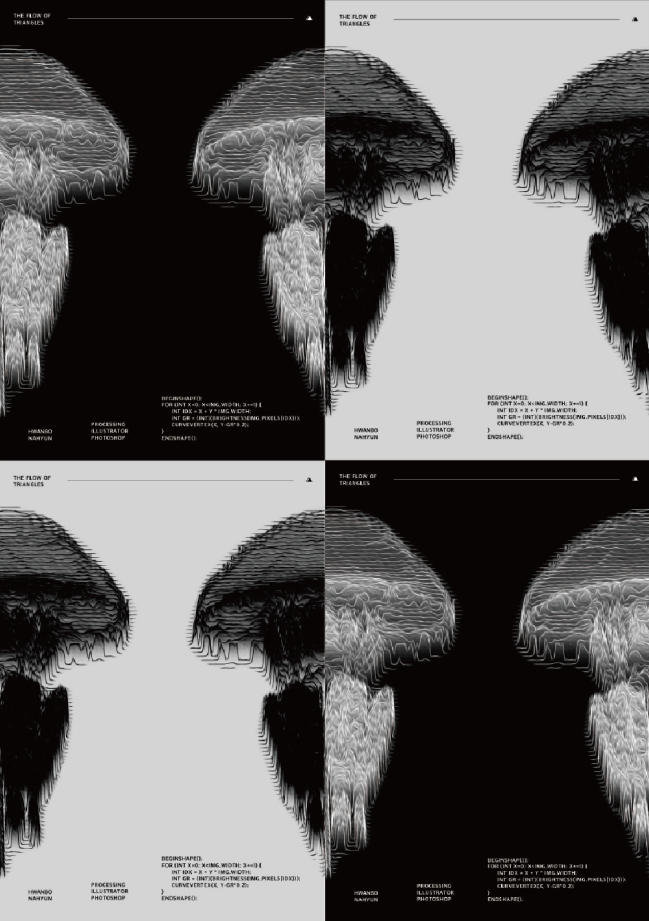 THE FLOW OF
TRIANGLES
BEGINSHAPE();
FOR (INT X=0; X<IMG.WIDTH; X+=1) {
INT IDX = X + Y * IMG.WIDTH;
INT GR = (INT)(BRIGHTNESS(IMG.PIXELS[IDX]));
CURVEVERTEX(X, Y-GR*0.2);
}
ENDSHAPE();
HWANBO
NAHYUN
PROCESSING
ILLUSTRATOR
PHOTOSHOP
THE FLOW OF
TRIANGLES
BEGINSHAPE();
FOR (INT X=0; X<IMG.WIDTH; X+=1) {
INT IDX = X + Y * IMG.WIDTH;
INT GR = (INT)(BRIGHTNESS(IMG.PIXELS[IDX]));
CURVEVERTEX(X, Y-GR*0.2);
}
ENDSHAPE();
HWANBO
NAHYUN
PROCESSING
ILLUSTRATOR
PHOTOSHOP
THE FLOW OF
TRIANGLES
BEGINSHAPE();
FOR (INT X=0; X<IMG.WIDTH; X+=1) {
INT IDX = X + Y * IMG.WIDTH;
INT GR = (INT)(BRIGHTNESS(IMG.PIXELS[IDX]));
CURVEVERTEX(X, Y-GR*0.2);
}
ENDSHAPE();
HWANBO
NAHYUN
PROCESSING
ILLUSTRATOR
PHOTOSHOP
THE FLOW OF
TRIANGLES
BEGINSHAPE();
FOR (INT X=0; X<IMG.WIDTH; X+=1) {
INT IDX = X + Y * IMG.WIDTH;
INT GR = (INT)(BRIGHTNESS(IMG.PIXELS[IDX]));
CURVEVERTEX(X, Y-GR*0.2);
}
ENDSHAPE();
HWANBO
NAHYUN
PROCESSING
ILLUSTRATOR
PHOTOSHOP